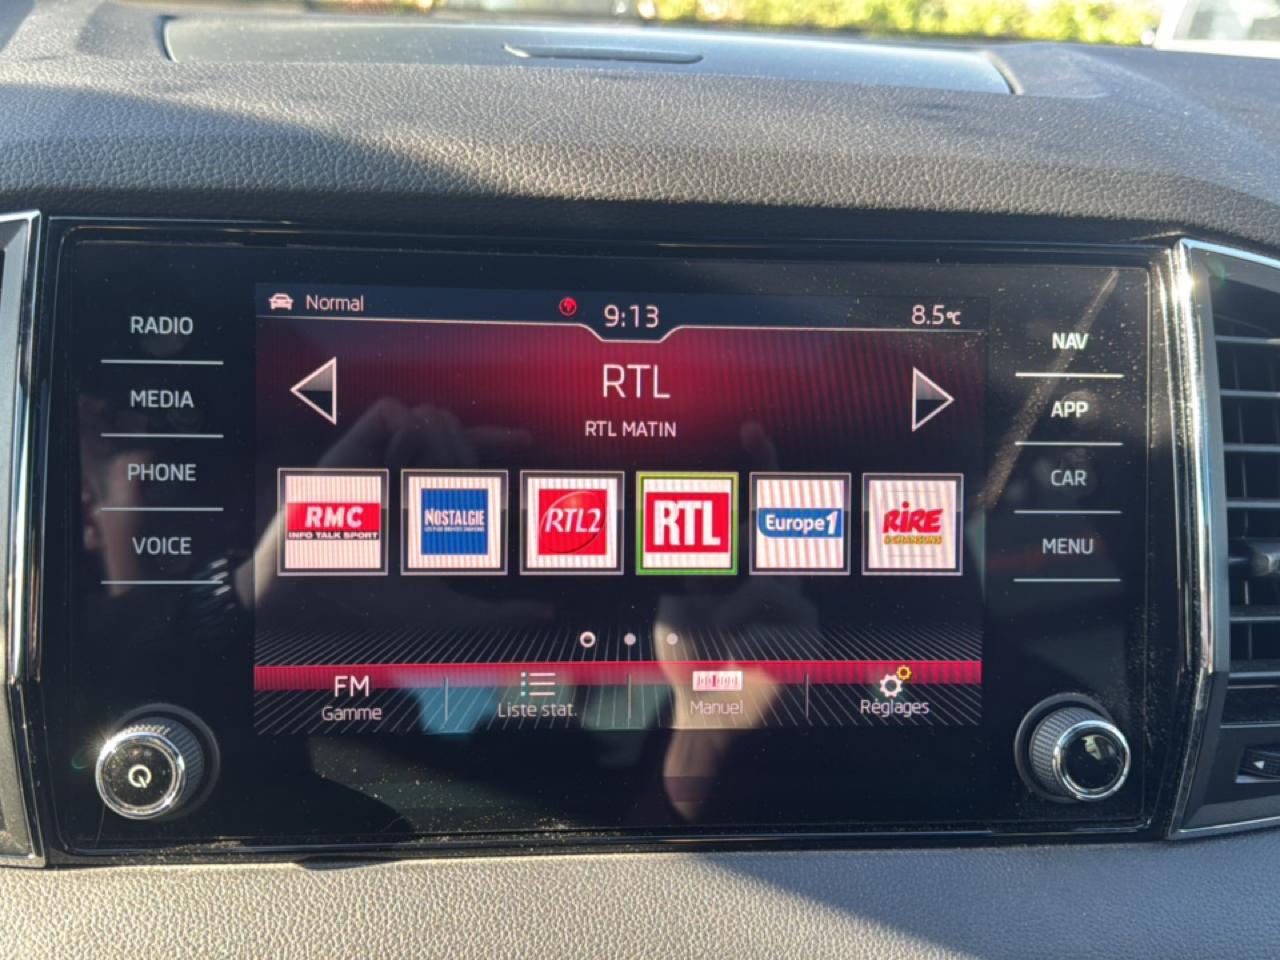 Normal
9:13
8.5°C
RADIO
MEDIA
PHONE
VOICE
NAV
APP
CAR
MENU
RTL
RTL MATIN
RMC
INFO TALK SPORT
NOSTALGIE
RTL2
RTL
Europe1
RiRE
& CHANSONS
FM
Gamme
Liste stat.
Manuel
Réglages